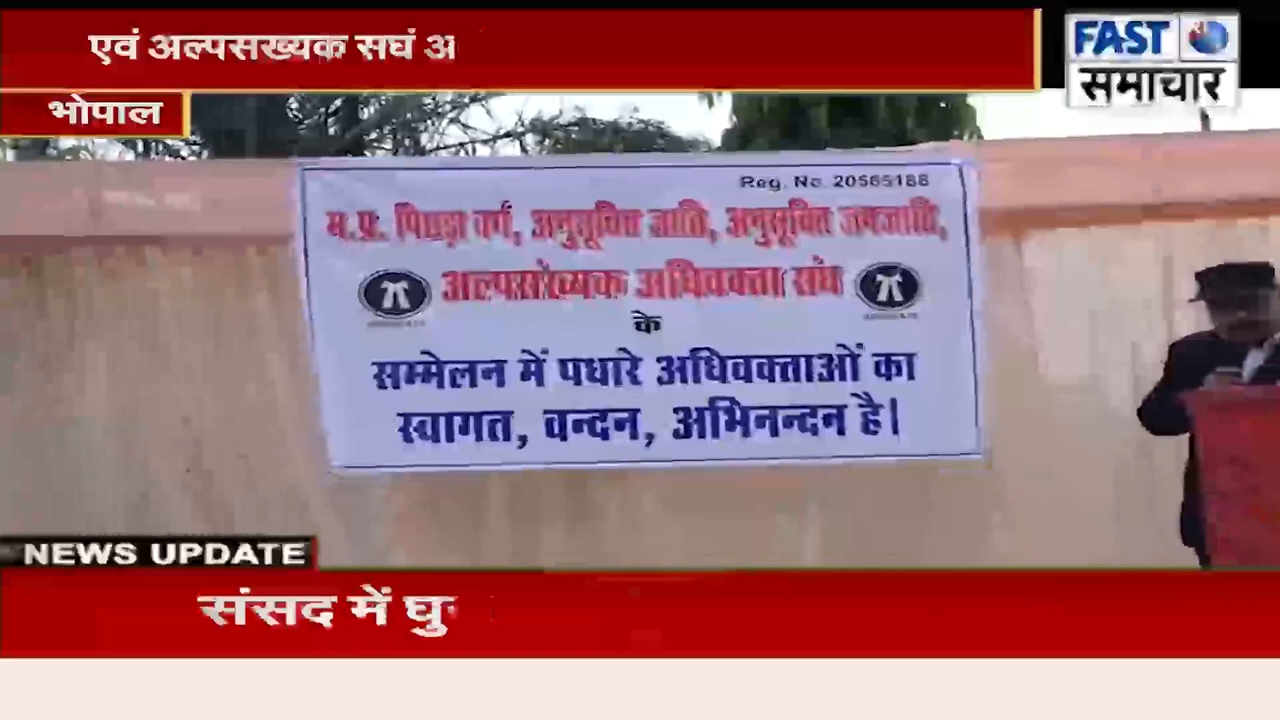 एवं अल्पसख्यक सघं अ
FAST
समाचार
भोपाल
Reg. No. 20565188
म.प्र. पिछड़ा वर्ग, अनुसूचित जाति, अनुसूचित जनजाति,
अल्पसंख्यक अधिवक्ता संघ
के
सम्मेलन में पधारे अधिवक्ताओं का
स्वागत, वन्दन, अभिनन्दन है।
NEWS UPDATE
संसद में घु